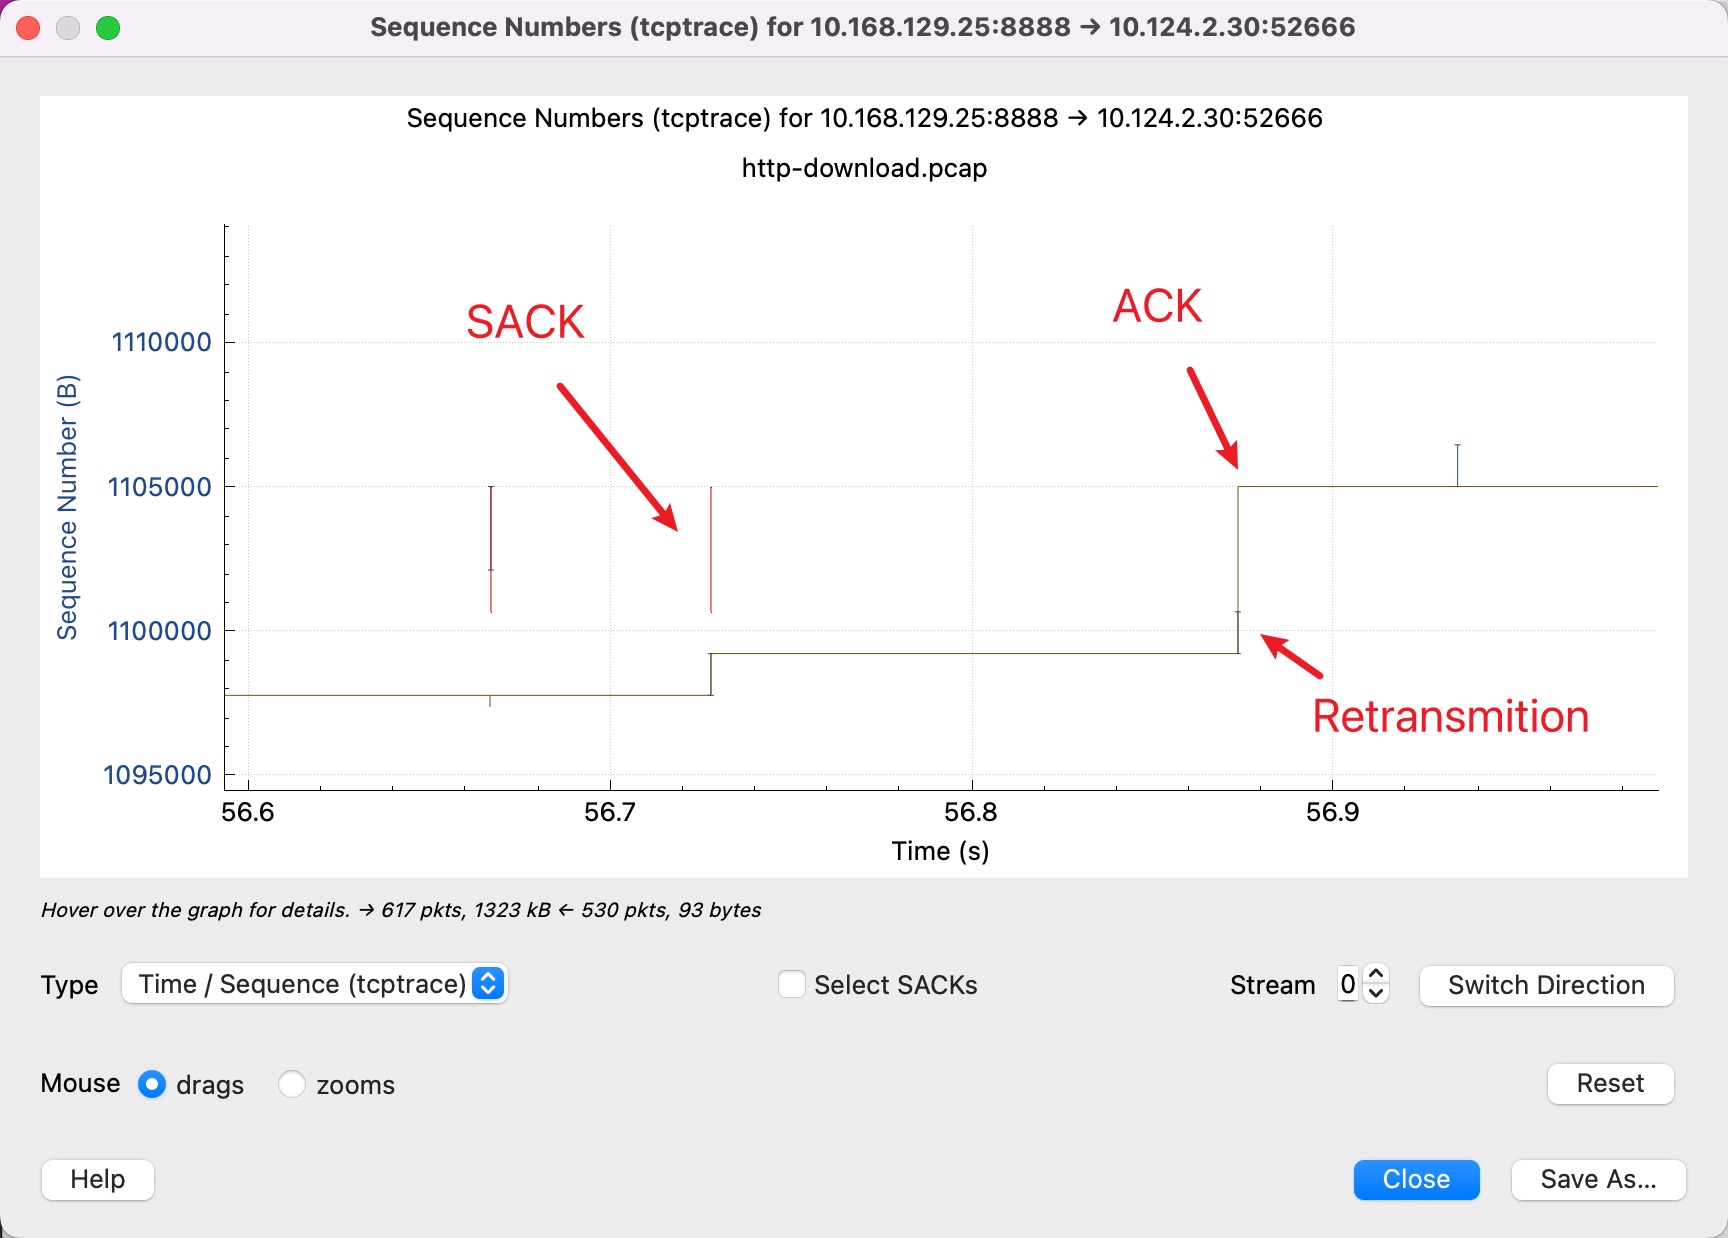 Sequence Numbers (tcptrace) for 10.168.129.25:8888 → 10.124.2.30:52666
Sequence Numbers (tcptrace) for 10.168.129.25:8888 → 10.124.2.30:52666
http-download.pcap
SACK
ACK
Retransmition
Sequence Number (B)
1110000
1105000
1100000
1095000
56.6 56.7 56.8 56.9
Time (s)
Hover over the graph for details. → 617 pkts, 1323 kB ← 530 pkts, 93 bytes
Type Time / Sequence (tcptrace) Select SACKs Stream 0 Switch Direction
Mouse drags zooms Reset
Help Close Save As...